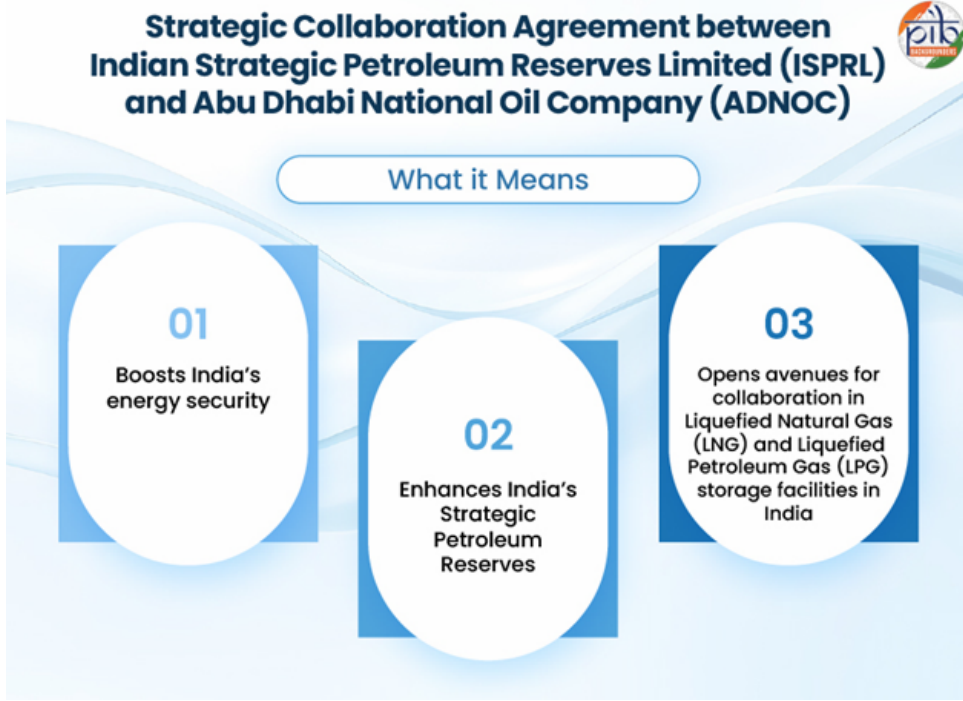 Strategic Collaboration Agreement between
Indian Strategic Petroleum Reserves Limited (ISPRL)
and Abu Dhabi National Oil Company (ADNOC)
pib
BACKGROUNDERS
What it Means
01
Boosts India’s
energy security
02
Enhances India’s
Strategic
Petroleum
Reserves
03
Opens avenues for
collaboration in
Liquefied Natural Gas
(LNG) and Liquefied
Petroleum Gas (LPG)
storage facilities in
India